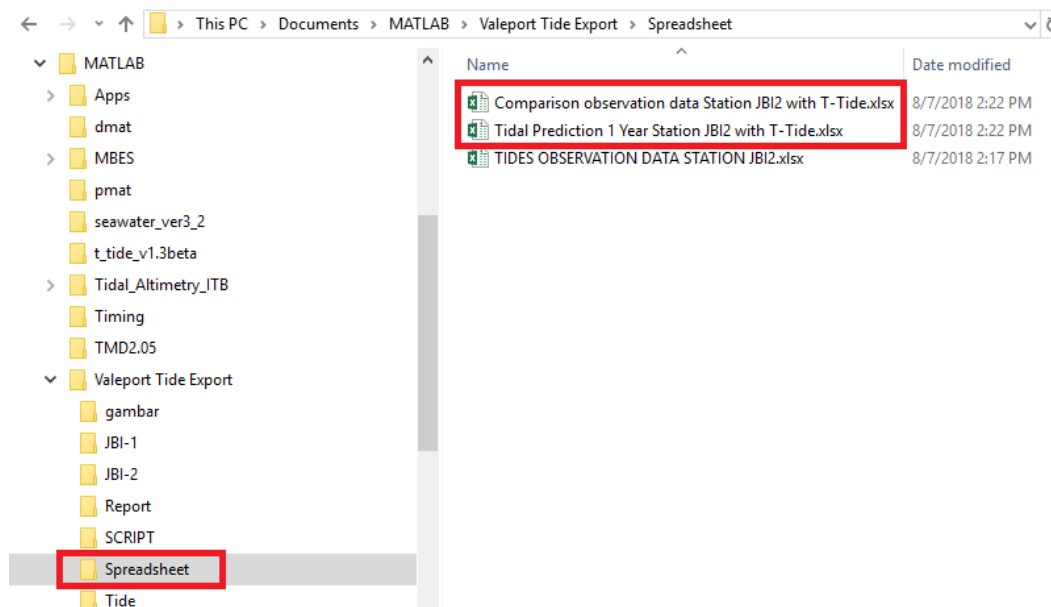 This PC > Documents > MATLAB > Valeport Tide Export > Spreadsheet
MATLAB
Apps
dmat
MBES
pmat
seawater_ver3_2
t_tide_v1.3beta
Tidal_Altimetry_ITB
Timing
TMD2.05
Valeport Tide Export
gambar
JBI-1
JBI-2
Report
SCRIPT
Spreadsheet
Tide
Name Date modified
Comparison observation data Station JBI2 with T-Tide.xlsx 8/7/2018 2:22 PM
Tidal Prediction 1 Year Station JBI2 with T-Tide.xlsx 8/7/2018 2:22 PM
TIDES OBSERVATION DATA STATION JBI2.xlsx 8/7/2018 2:17 PM